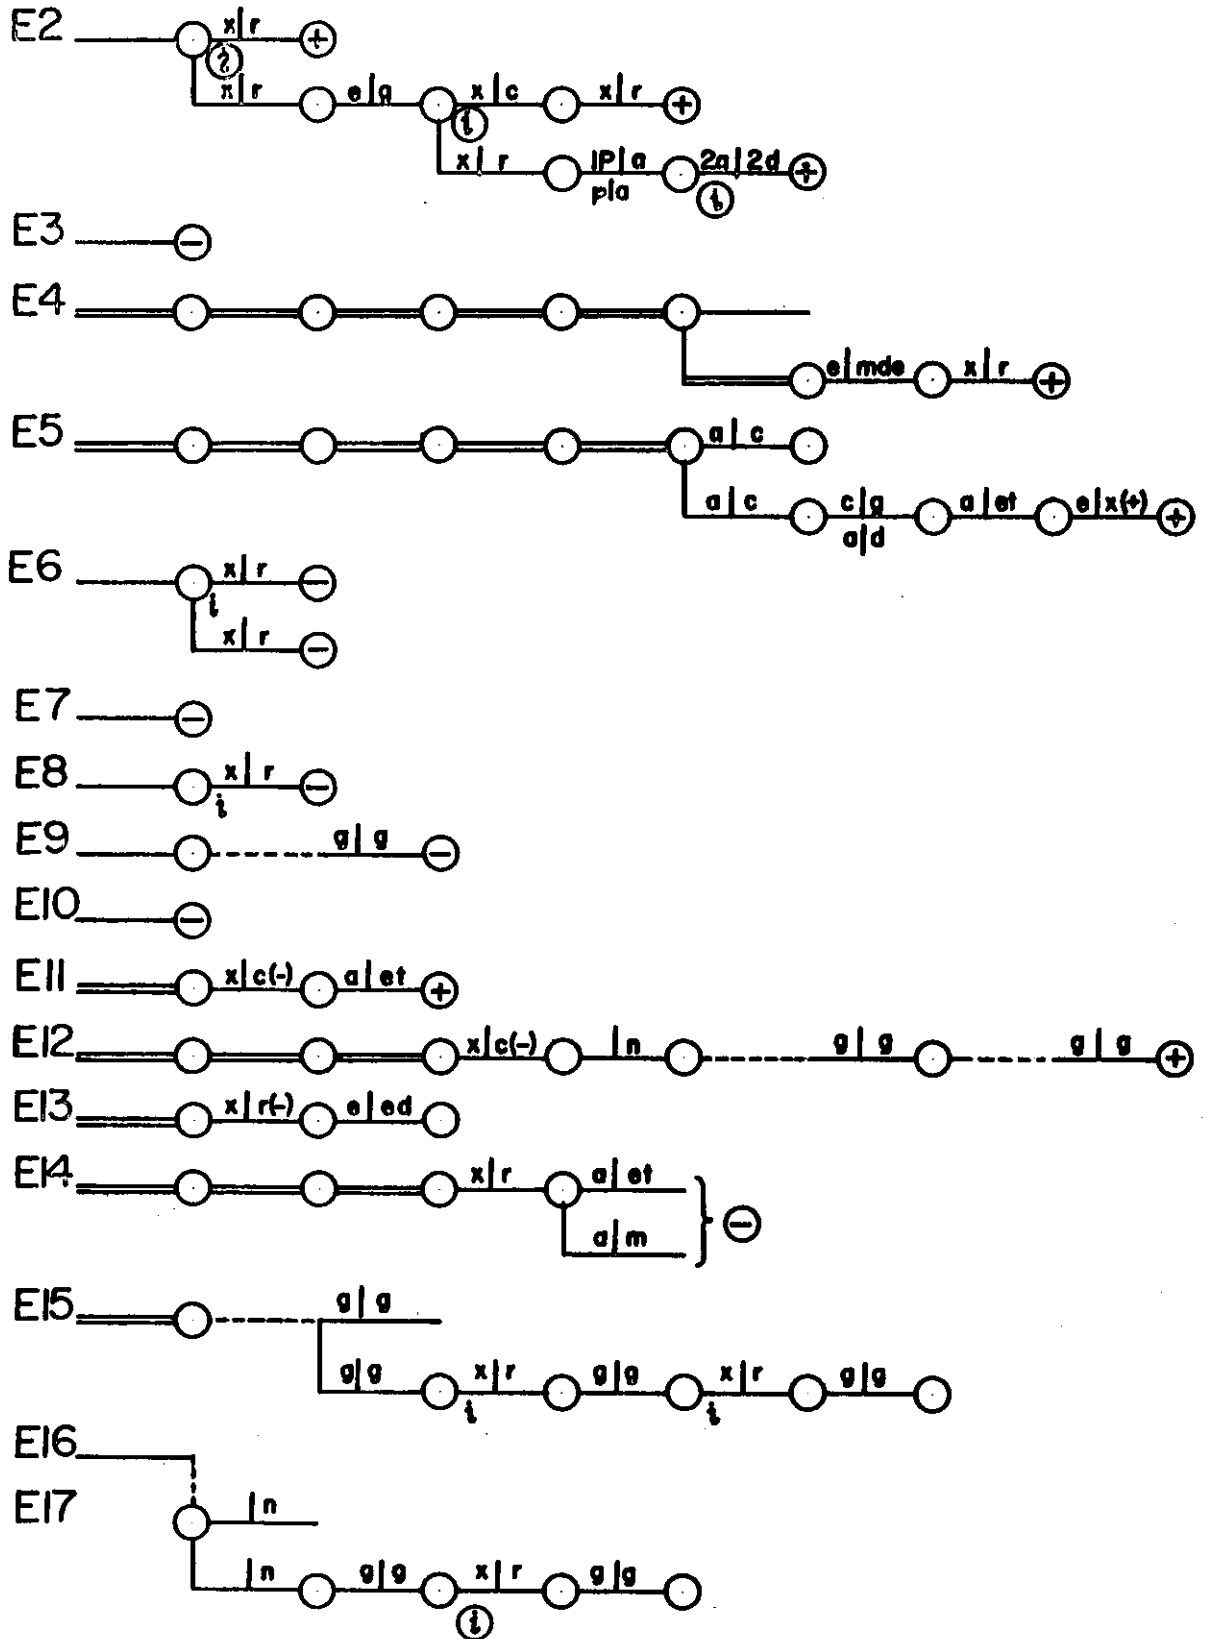 E2 x|r +
i
x|r e|g x|c x|r +
i
x|r 1P|a 2a|2d +
p|a i
E3 −
E4
e|mde x|r +
E5 a|c
a|c c|g a|et e|x(+) +
a|d
E6 x|r −
i
x|r −
E7 −
E8 x|r −
i
E9 g|g −
E10 −
E11 x|c(-) a|et +
E12 x|c(-) |n g|g g|g +
E13 x|r(-) e|ed
E14 x|r a|et
−
a|m
E15 g|g
g|g x|r g|g x|r g|g
i i
E16
E17 |n
|n g|g x|r g|g
i